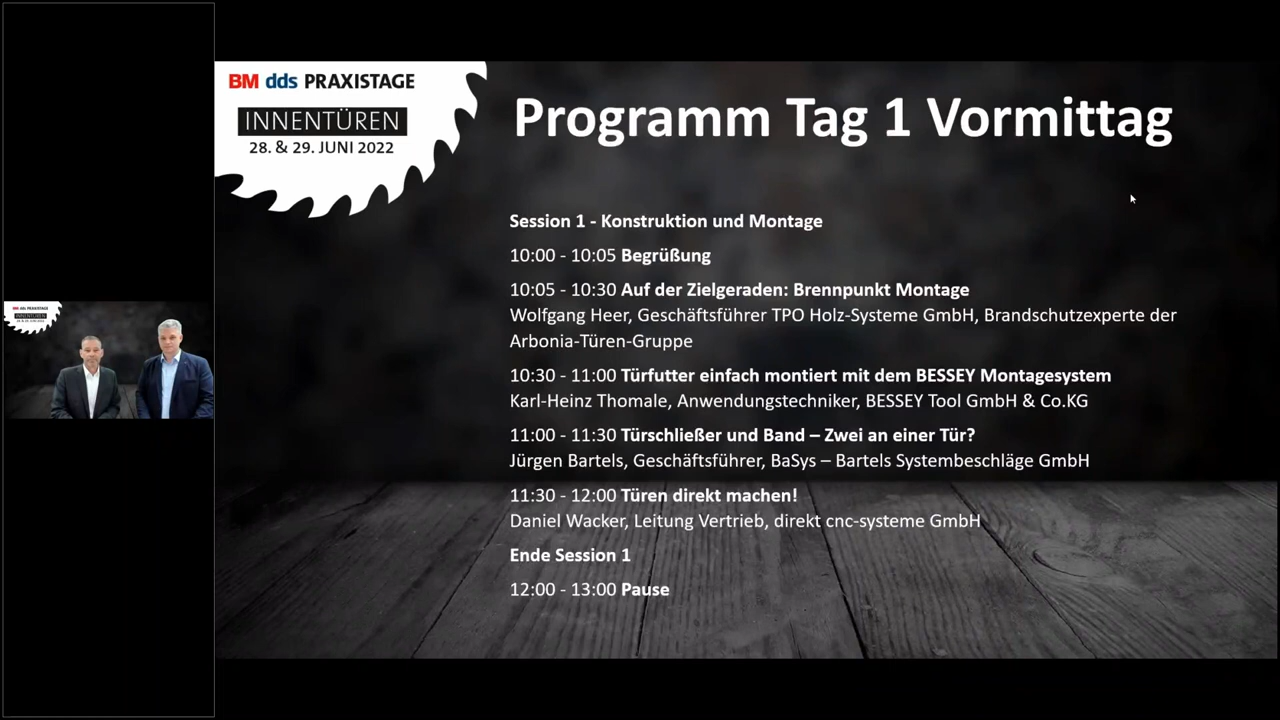 BM dds PRAXISTAGE
INNENTÜREN
28. & 29. JUNI 2022
Programm Tag 1 Vormittag
Session 1 - Konstruktion und Montage
10:00 - 10:05 Begrüßung
10:05 - 10:30 Auf der Zielgeraden: Brennpunkt Montage
Wolfgang Heer, Geschäftsführer TPO Holz-Systeme GmbH, Brandschutzexperte der
Arbonia-Türen-Gruppe
10:30 - 11:00 Türfutter einfach montiert mit dem BESSEY Montagesystem
Karl-Heinz Thomale, Anwendungstechniker, BESSEY Tool GmbH & Co.KG
11:00 - 11:30 Türschließer und Band – Zwei an einer Tür?
Jürgen Bartels, Geschäftsführer, BaSys – Bartels Systembeschläge GmbH
11:30 - 12:00 Türen direkt machen!
Daniel Wacker, Leitung Vertrieb, direkt cnc-systeme GmbH
Ende Session 1
12:00 - 13:00 Pause
BM dds PRAXISTAGE
INNENTÜREN